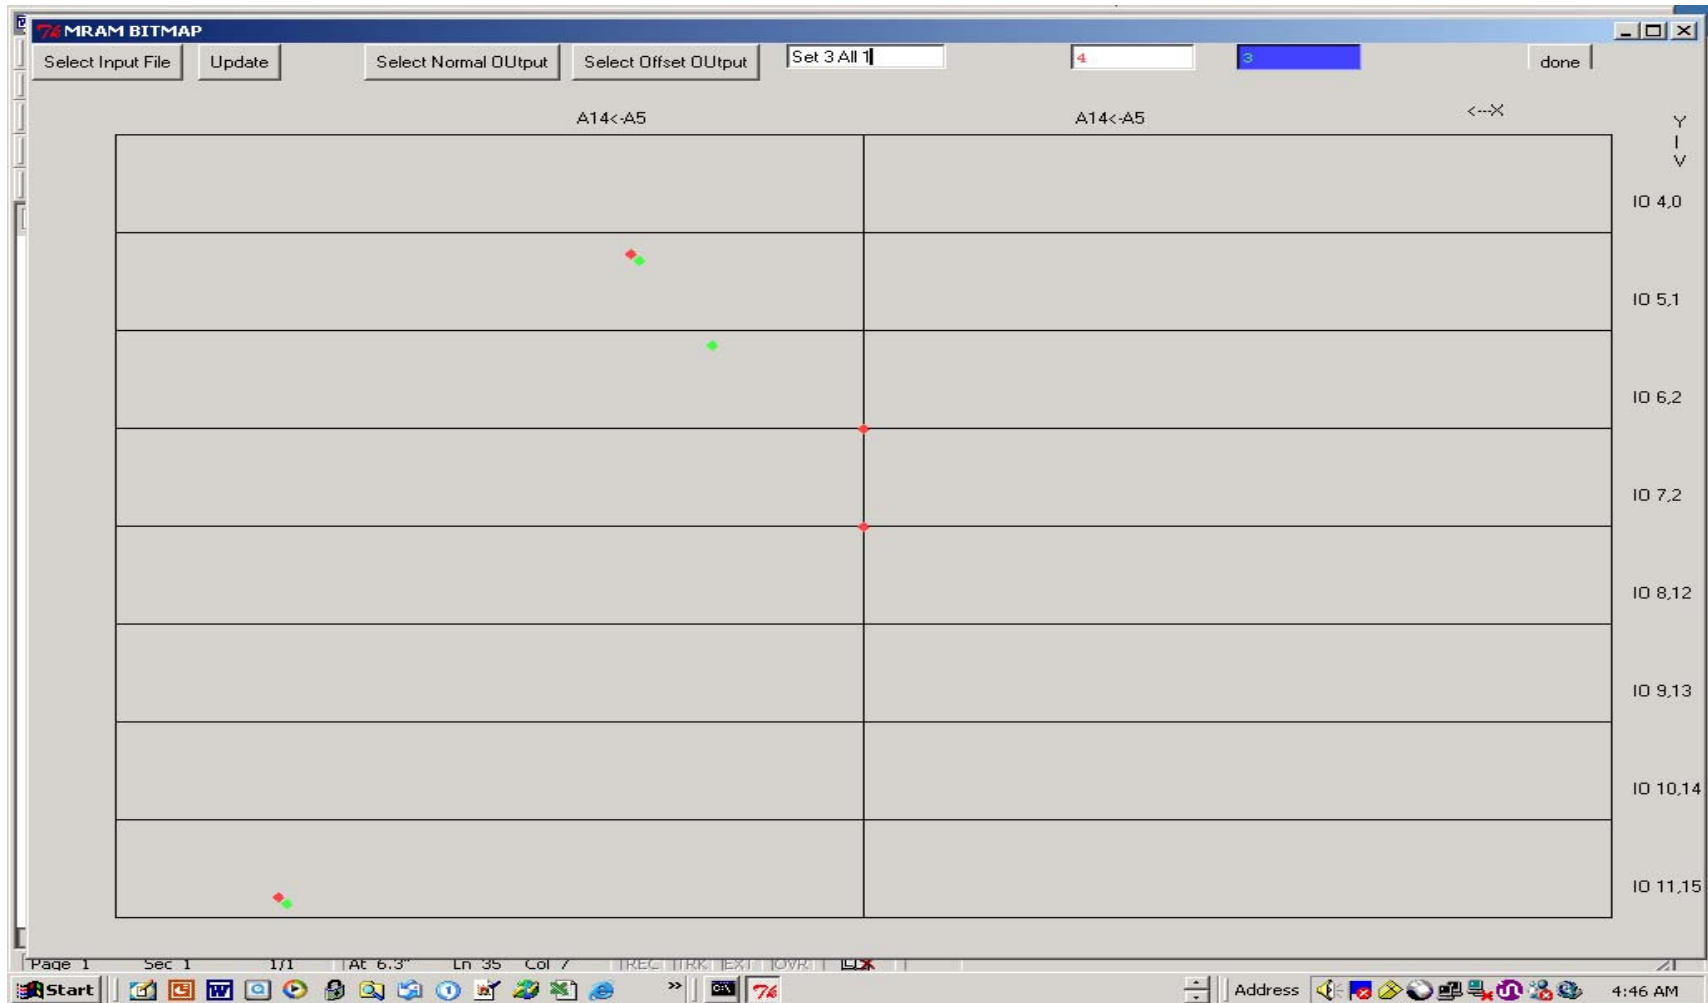 MRAM BITMAP
Select Input File Update Select Normal OUtput Select Offset OUtput Set 3 All 1 4 3 done
A14<-A5 A14<-A5 <---X
Y
|
V
IO 4,0
IO 5,1
IO 6,2
IO 7,2
IO 8,12
IO 9,13
IO 10,14
IO 11,15
Page 1 Sec 1 1/1 At 6.3" Ln 35 Col 7 REC TRK EXT OVR
Start » Address 4:46 AM